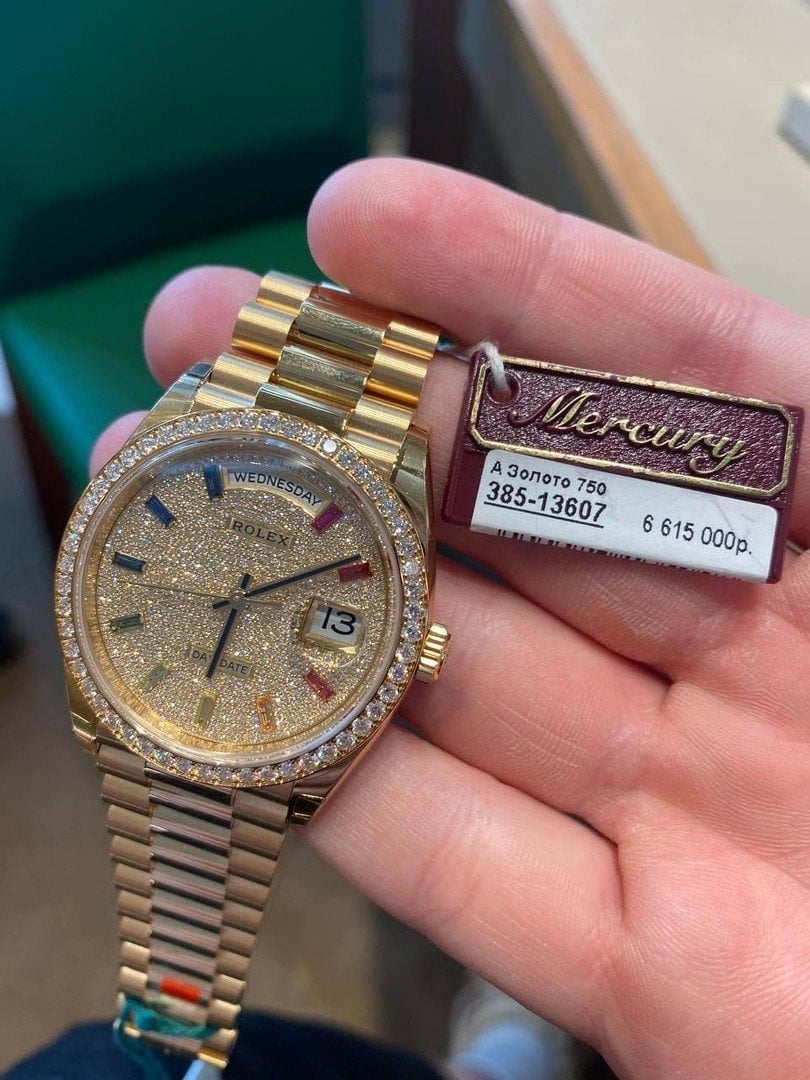 WEDNESDAY
ROLEX
13
DAY-DATE
Mercury
А Золото 750
385-13607
6 615 000р.